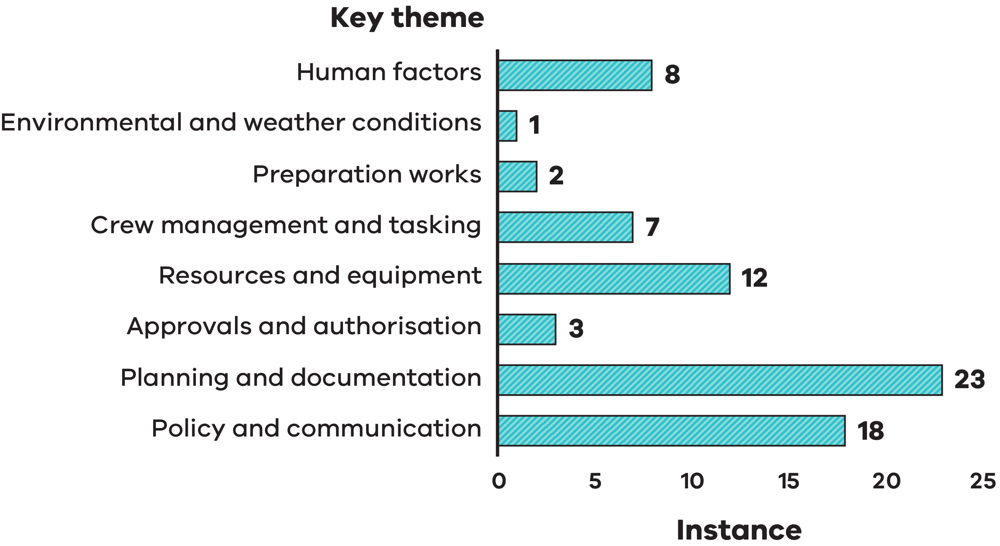 Key theme
Human factors 8
Environmental and weather conditions 1
Preparation works 2
Crew management and tasking 7
Resources and equipment 12
Approvals and authorisation 3
Planning and documentation 23
Policy and communication 18
0 5 10 15 20 25
Instance